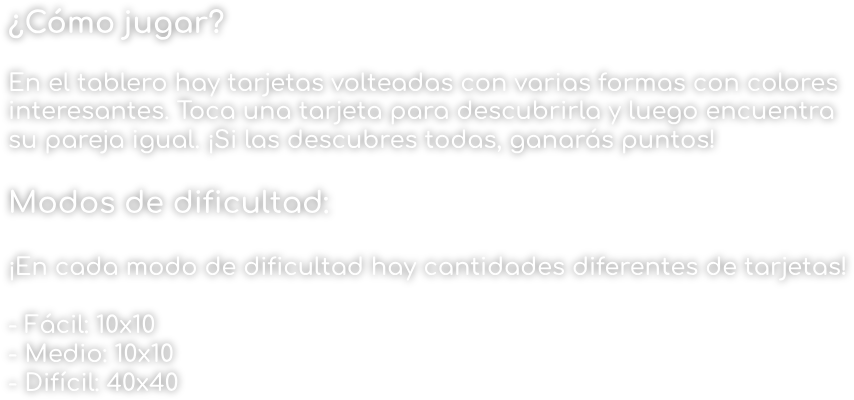 ¿Cómo jugar?
En el tablero hay tarjetas volteadas con varias formas con colores
interesantes. Toca una tarjeta para descubrirla y luego encuentra
su pareja igual. ¡Si las descubres todas, ganarás puntos!
Modos de dificultad:
¡En cada modo de dificultad hay cantidades diferentes de tarjetas!
- Fácil: 10x10
- Medio: 10x10
- Difícil: 40x40